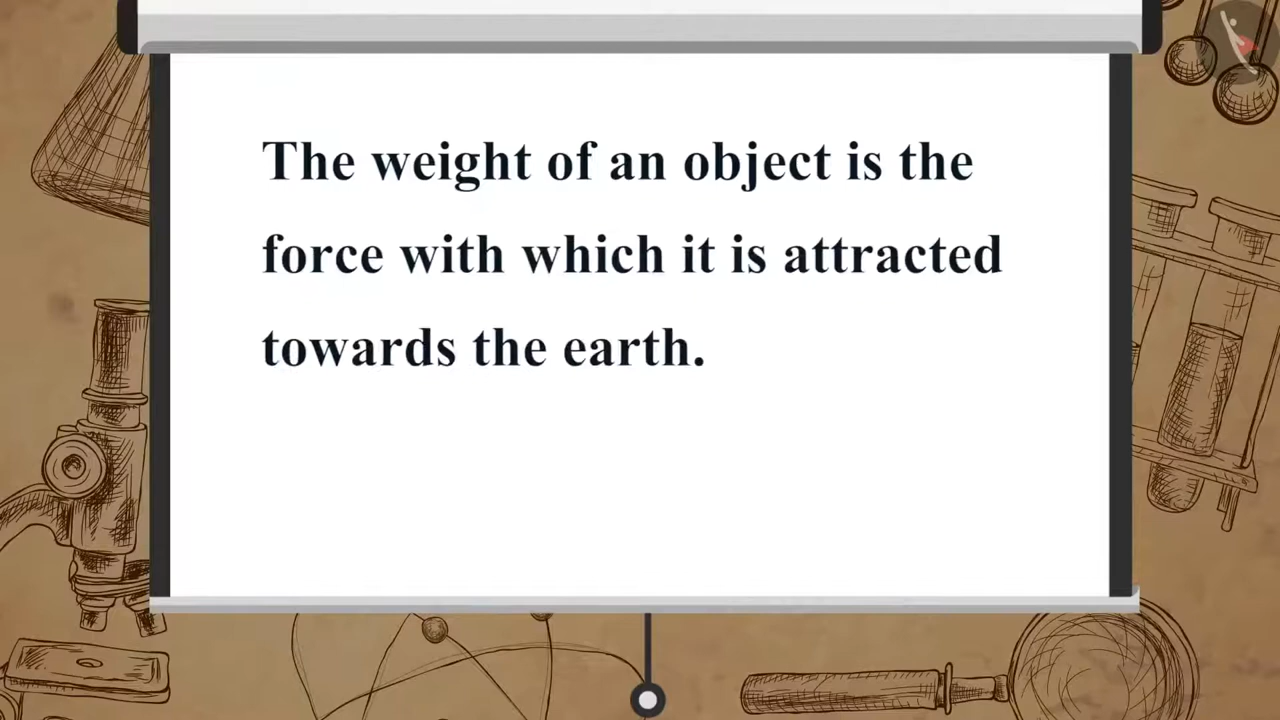 The weight of an object is the
force with which it is attracted
towards the earth.